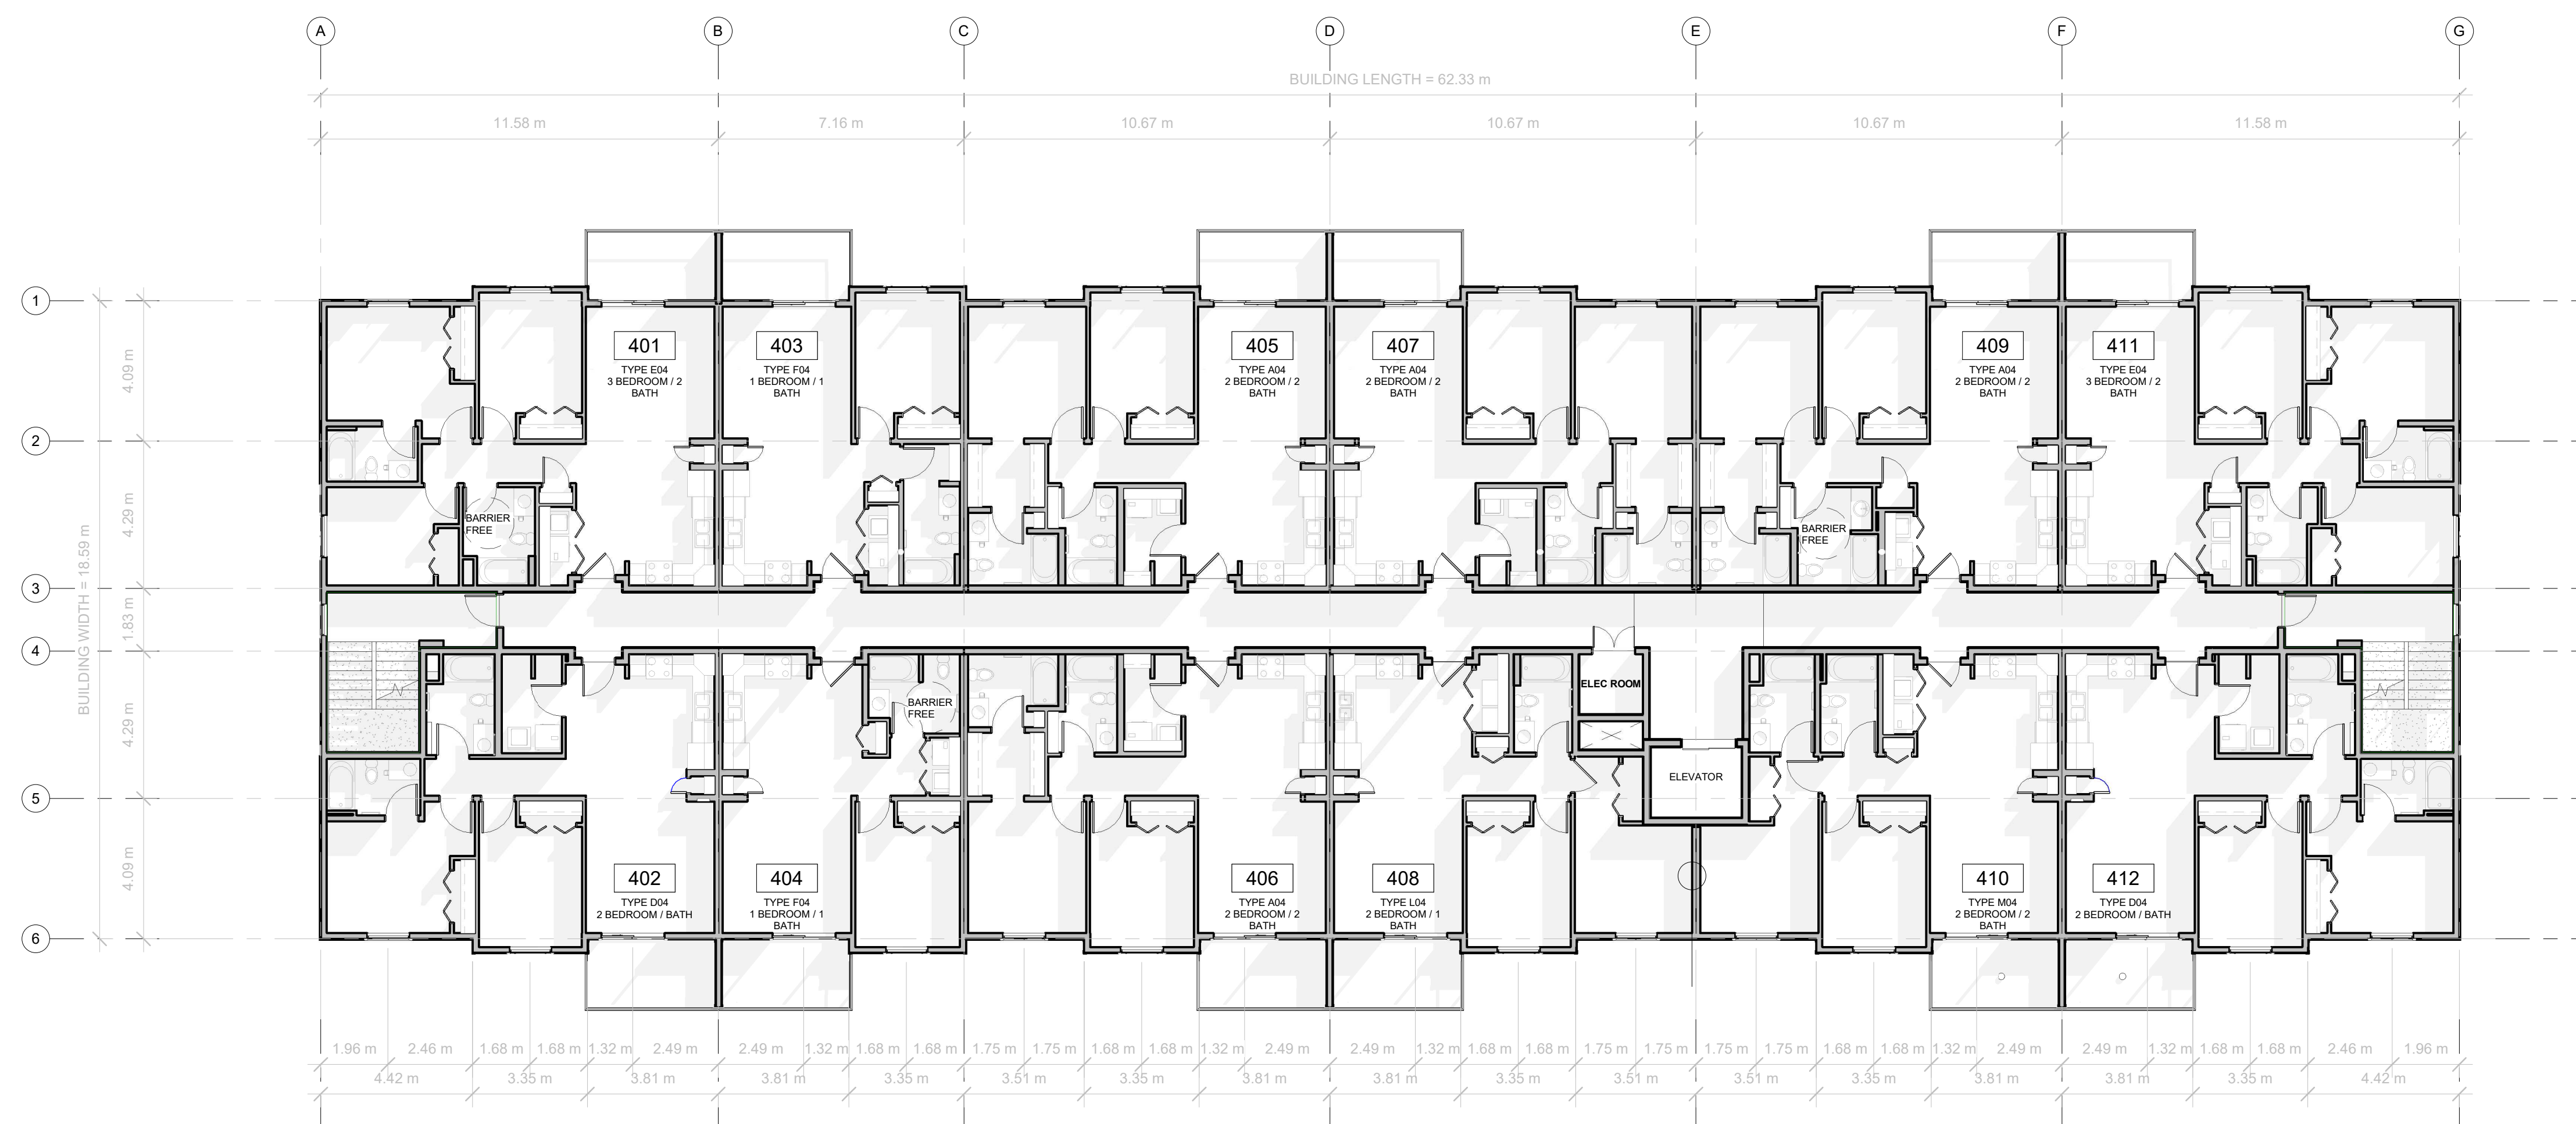 A
B
C
D
E
F
G
BUILDING LENGTH = 62.33 m
11.58 m
7.16 m
10.67 m
10.67 m
10.67 m
11.58 m
1
2
3
4
5
6
BUILDING WIDTH = 18.59 m
4.09 m
4.29 m
1.83 m
4.29 m
4.09 m
401
TYPE E04
3 BEDROOM / 2
BATH
403
TYPE F04
1 BEDROOM / 1
BATH
405
TYPE A04
2 BEDROOM / 2
BATH
407
TYPE A04
2 BEDROOM / 2
BATH
409
TYPE A04
2 BEDROOM / 2
BATH
411
TYPE E04
3 BEDROOM / 2
BATH
BARRIER
FREE
BARRIER
FREE
BARRIER
FREE
ELEC ROOM
ELEVATOR
402
TYPE D04
2 BEDROOM / BATH
404
TYPE F04
1 BEDROOM / 1
BATH
406
TYPE A04
2 BEDROOM / 2
BATH
408
TYPE L04
2 BEDROOM / 1
BATH
410
TYPE M04
2 BEDROOM / 2
BATH
412
TYPE D04
2 BEDROOM / BATH
1.96 m
2.46 m
1.68 m
1.68 m
1.32 m
2.49 m
2.49 m
1.32 m
1.68 m
1.68 m
1.75 m
1.75 m
1.68 m
1.68 m
1.32 m
2.49 m
2.49 m
1.32 m
1.68 m
1.68 m
1.75 m
1.75 m
1.75 m
1.75 m
1.68 m
1.68 m
1.32 m
2.49 m
2.49 m
1.32 m
1.68 m
1.68 m
2.46 m
1.96 m
4.42 m
3.35 m
3.81 m
3.81 m
3.35 m
3.51 m
3.35 m
3.81 m
3.81 m
3.35 m
3.51 m
3.51 m
3.35 m
3.81 m
3.81 m
3.35 m
4.42 m